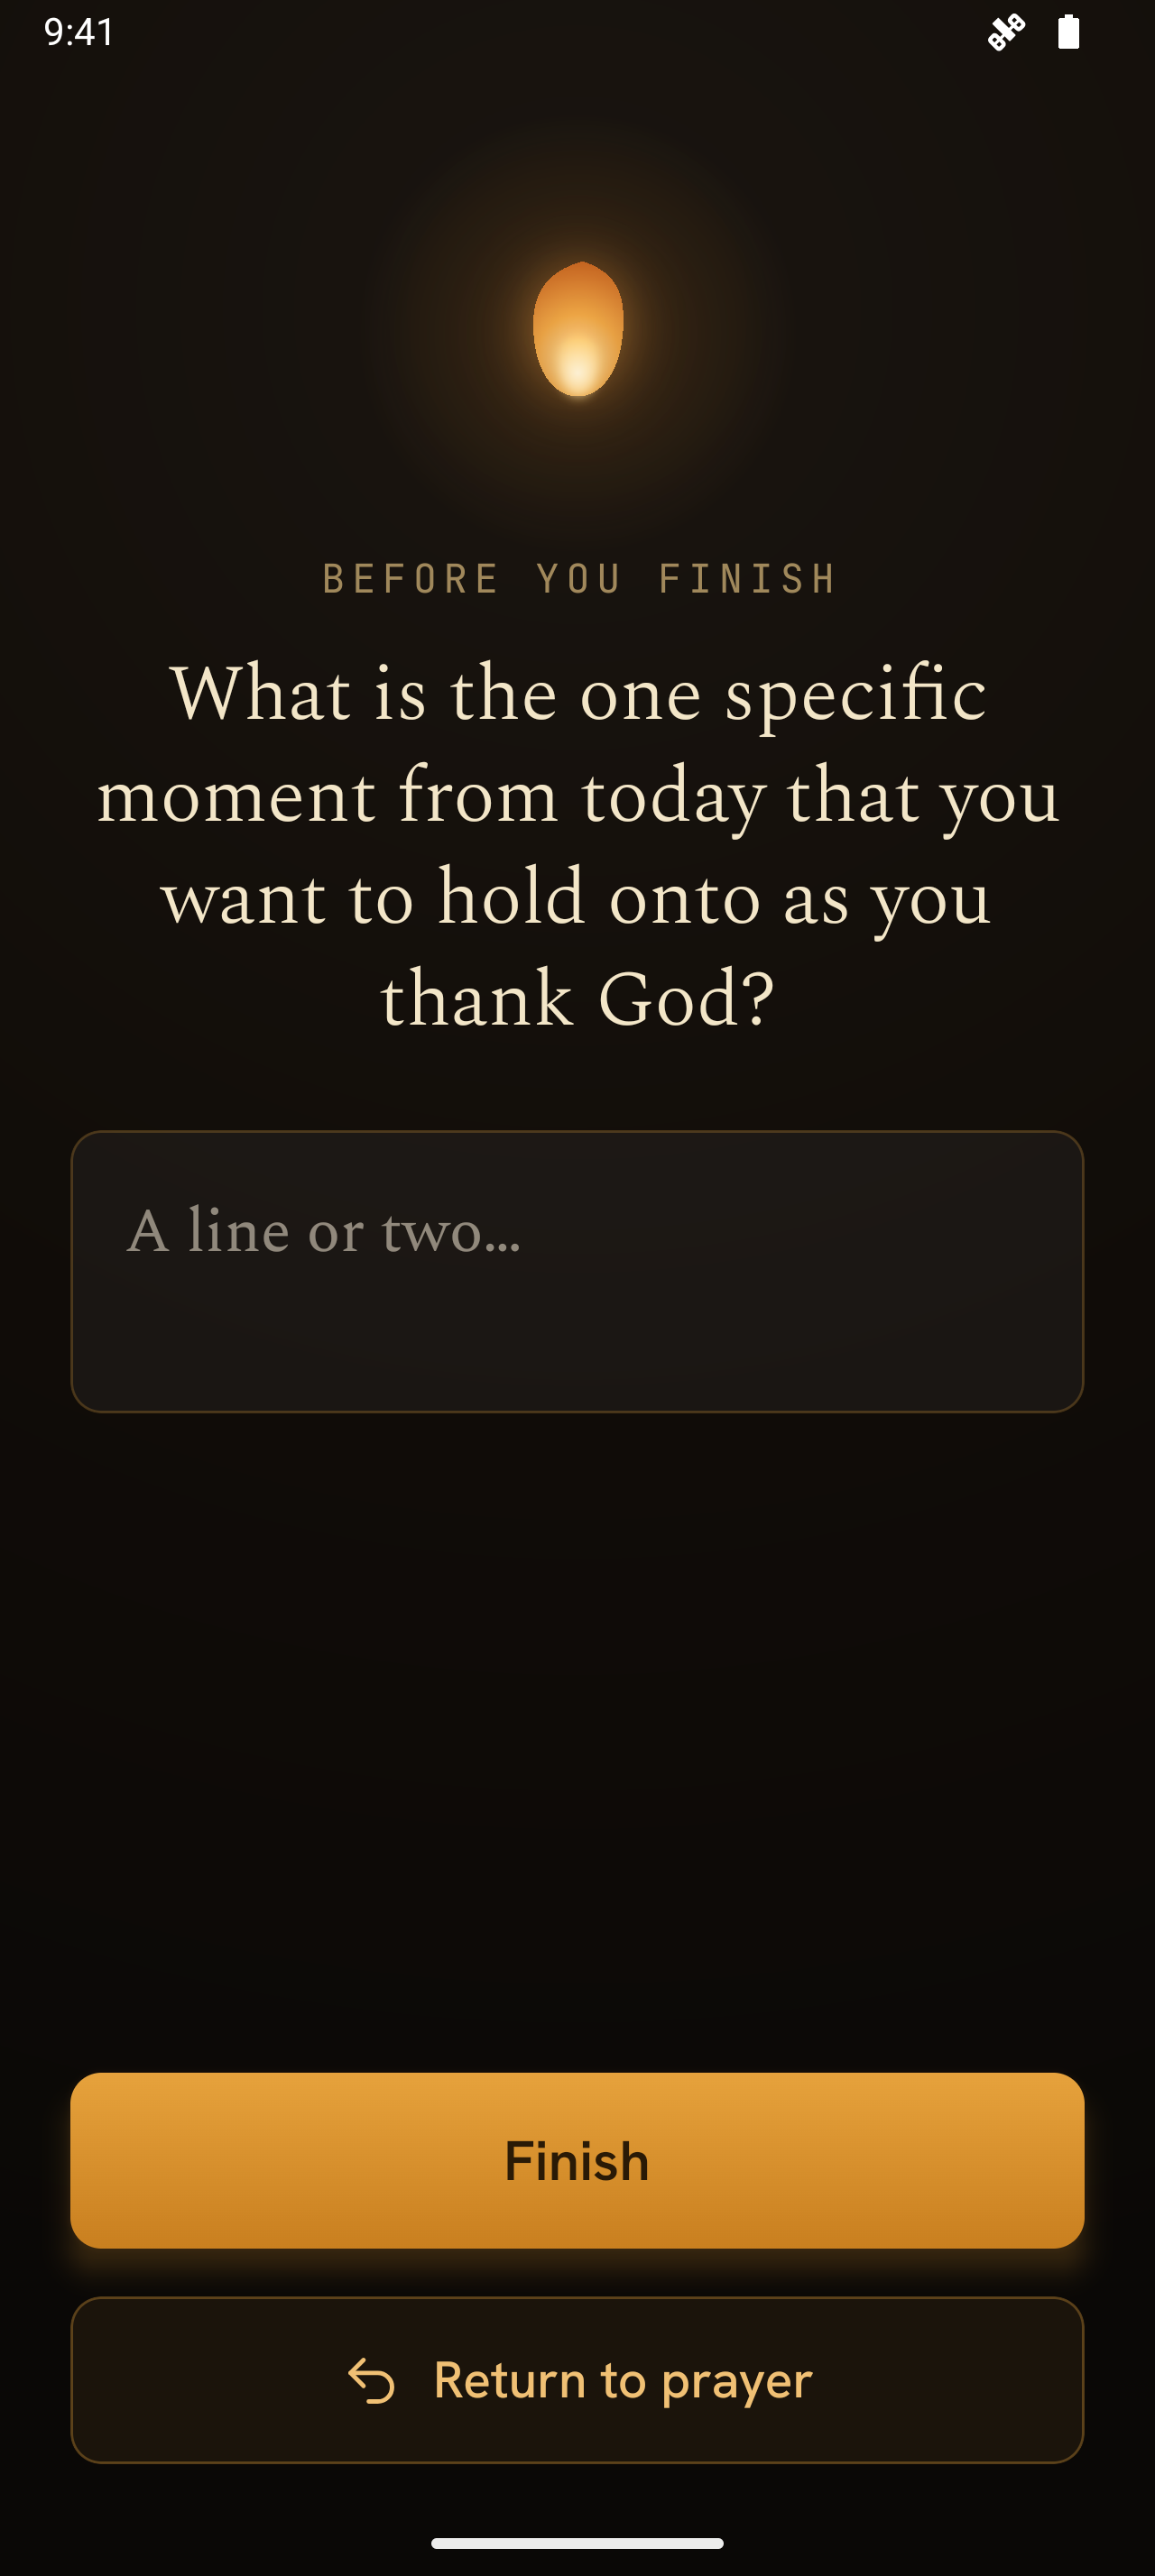 9:41
BEFORE YOU FINISH
What is the one specific
moment from today that you
want to hold onto as you
thank God?
A line or two…
Finish
Return to prayer